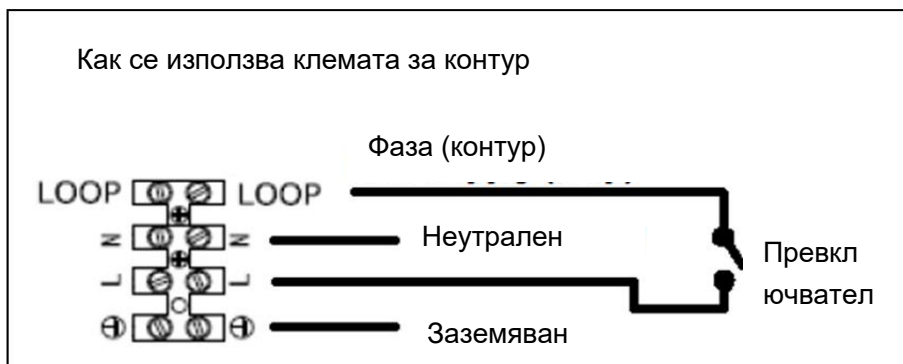 Как се използва клемата за контур
Фаза (контур)
LOOP LOOP
N N Неутрален
L L
Превкл
ючвател
Заземяван